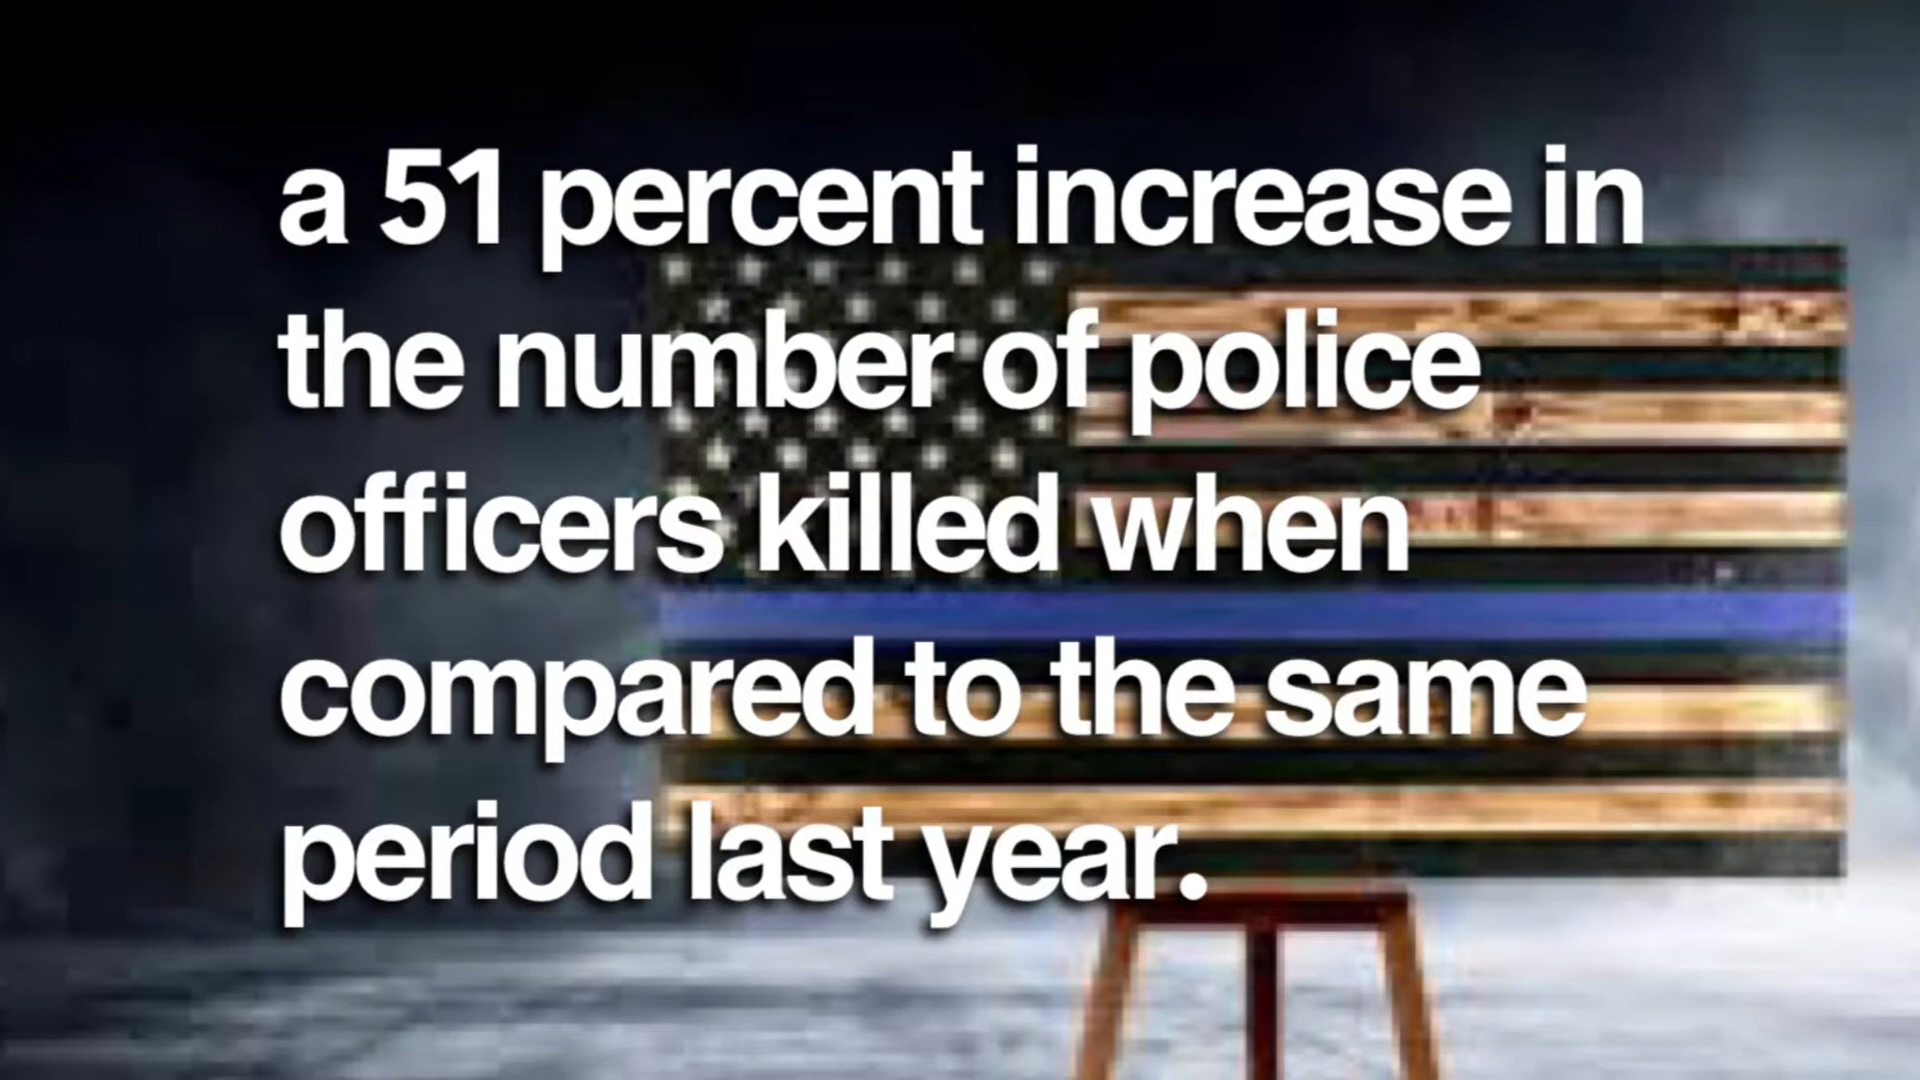 a 51 percent increase in
the number of police
officers killed when
compared to the same
period last year.